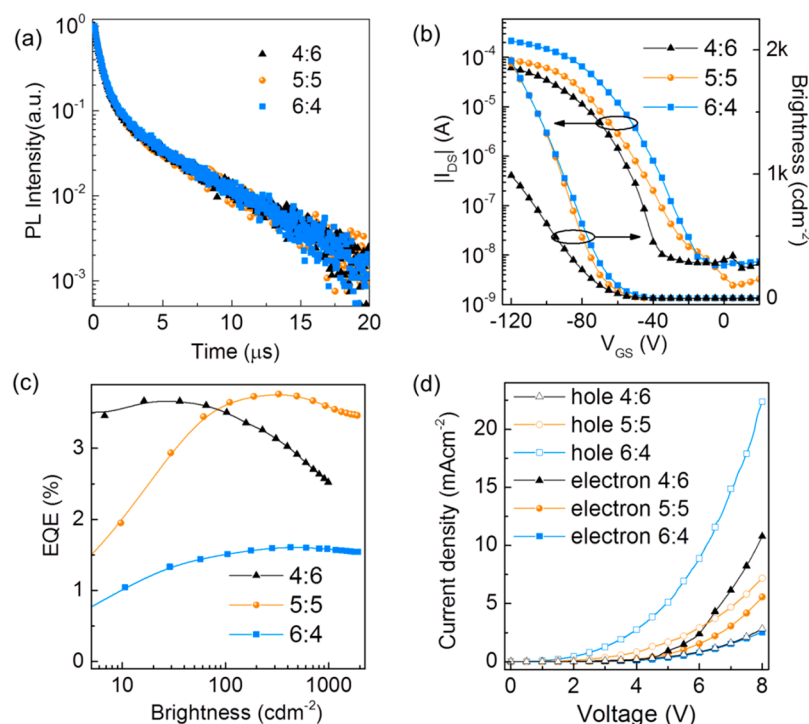 (a)
10⁰
10⁻¹
10⁻²
10⁻³
PL Intensity(a.u.)
4:6
5:5
6:4
0
5
10
15
20
Time (μs)
(b)
10⁻⁴
10⁻⁵
10⁻⁶
10⁻⁷
10⁻⁸
10⁻⁹
|I_DS| (A)
4:6
5:5
6:4
2k
1k
0
Brightness (cdm⁻²)
-120
-80
-40
0
V_GS (V)
(c)
5
3
2
0
EQE (%)
4:6
5:5
6:4
10
100
1000
Brightness (cdm⁻²)
(d)
20
15
10
5
0
Current density (mAcm⁻²)
hole 4:6
hole 5:5
hole 6:4
electron 4:6
electron 5:5
electron 6:4
0
2
4
6
8
Voltage (V)